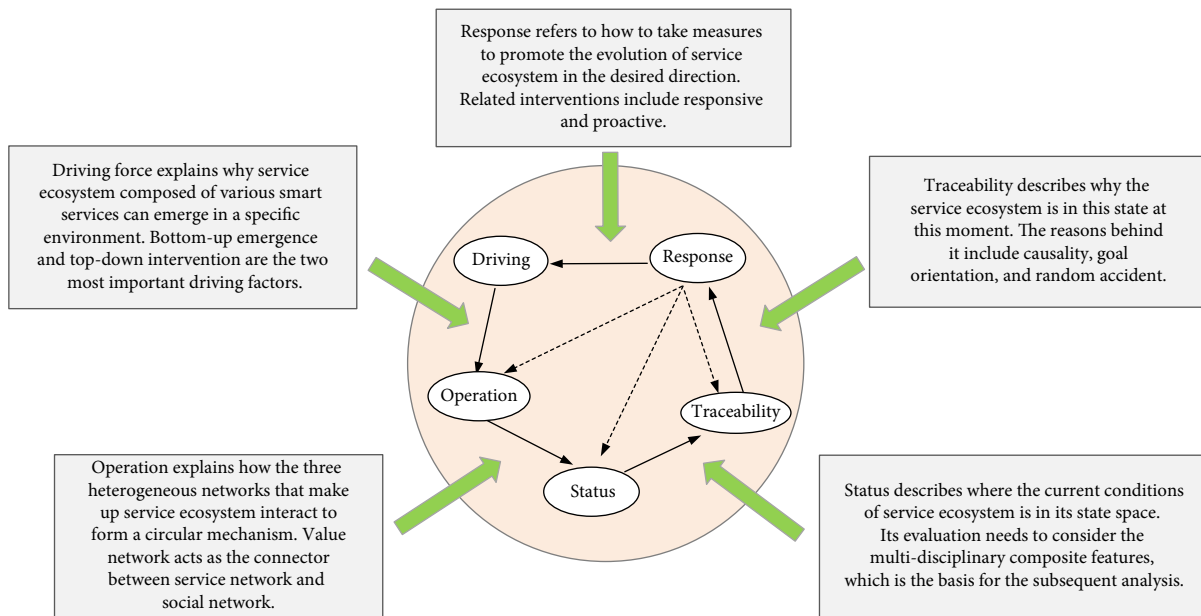 Response refers to how to take measures
to promote the evolution of service
ecosystem in the desired direction.
Related interventions include responsive
and proactive.
Driving force explains why service
ecosystem composed of various smart
services can emerge in a specific
environment. Bottom-up emergence
and top-down intervention are the two
most important driving factors.
Traceability describes why the
service ecosystem is in this state at
this moment. The reasons behind
it include causality, goal
orientation, and random accident.
Driving
Response
Operation
Traceability
Status
Operation explains how the three
heterogeneous networks that make
up service ecosystem interact to
form a circular mechanism. Value
network acts as the connector
between service network and
social network.
Status describes where the current conditions
of service ecosystem is in its state space.
Its evaluation needs to consider the
multi-disciplinary composite features,
which is the basis for the subsequent analysis.